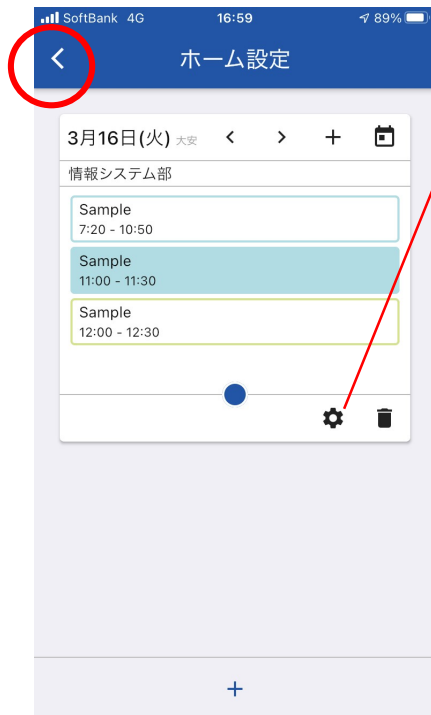 SoftBank 4G 16:59 89%
ホーム設定
3月16日(火) 大安
情報システム部
Sample
7:20 - 10:50
Sample
11:00 - 11:30
Sample
12:00 - 12:30